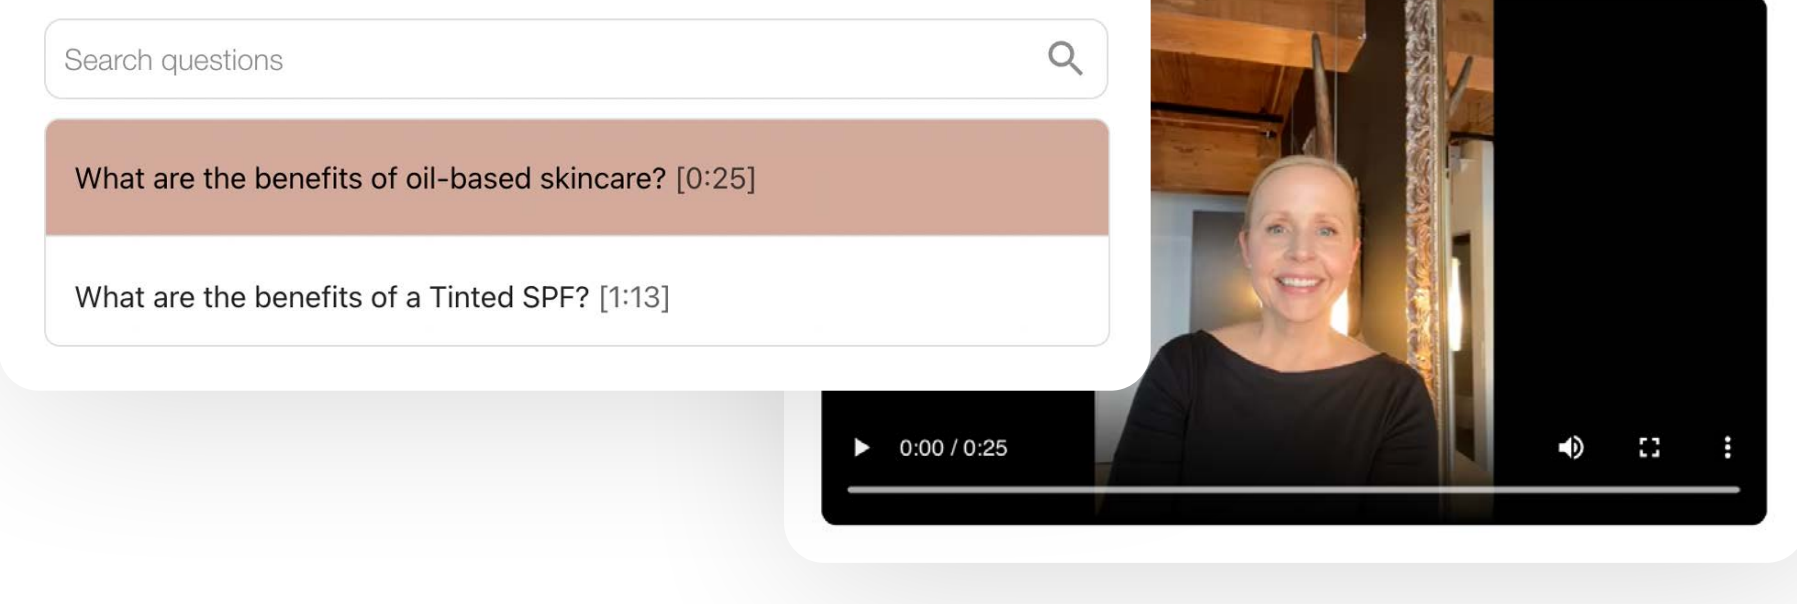 Search questions
What are the benefits of oil-based skincare? [0:25]
What are the benefits of a Tinted SPF? [1:13]
0:00 / 0:25